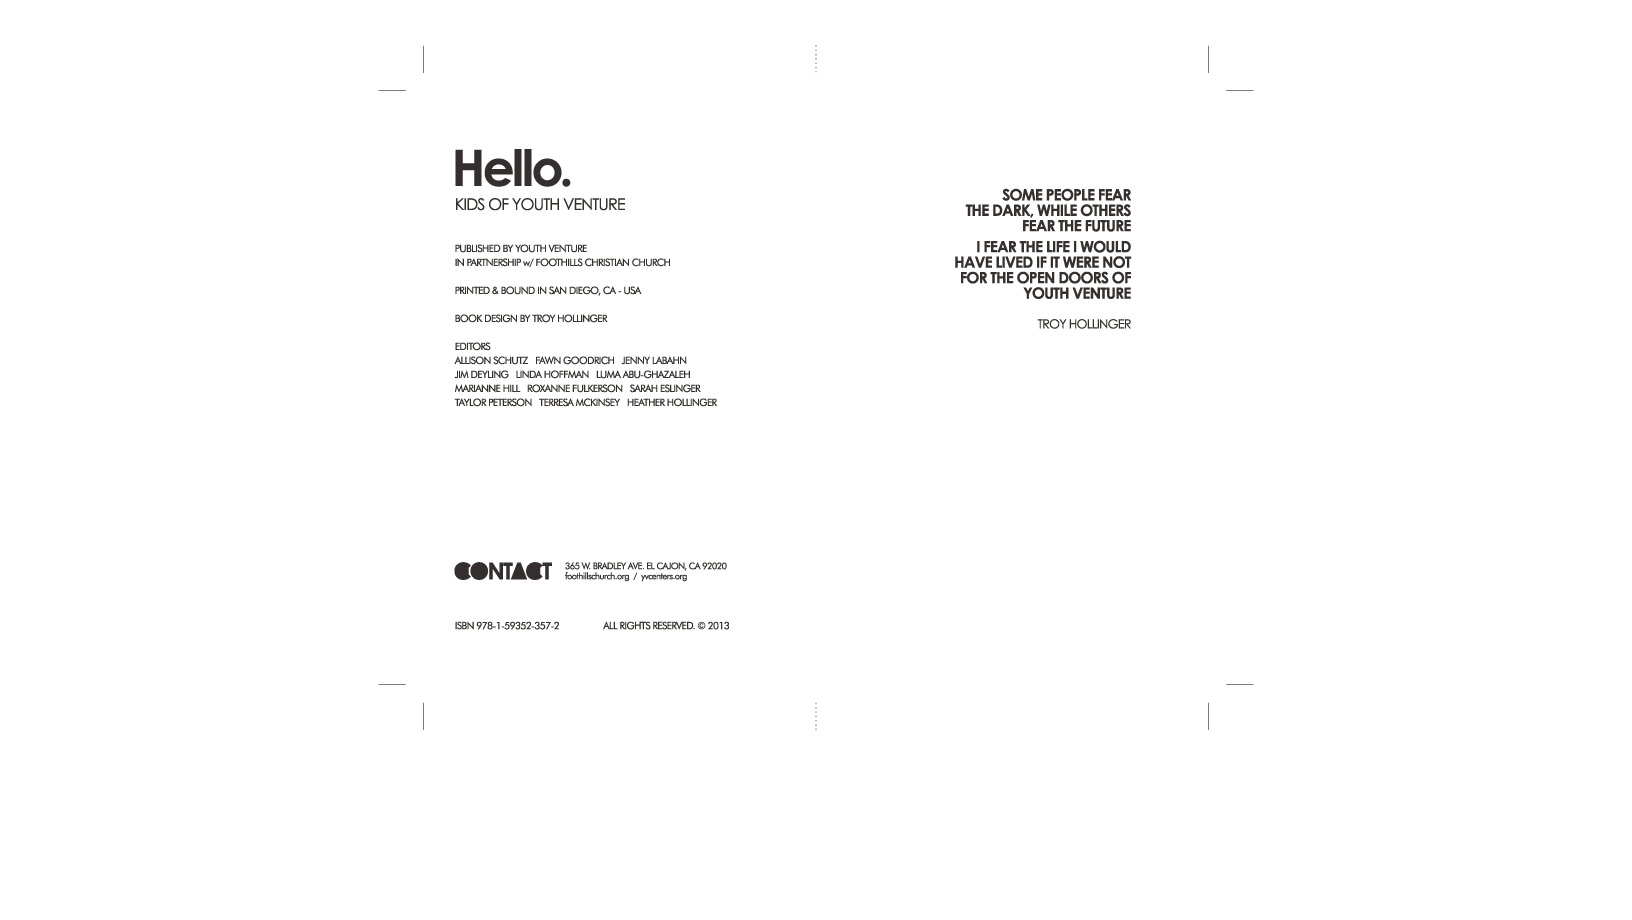 Hello.
KIDS OF YOUTH VENTURE
PUBLISHED BY YOUTH VENTURE
IN PARTNERSHIP w/ FOOTHILLS CHRISTIAN CHURCH
PRINTED & BOUND IN SAN DIEGO, CA - USA
BOOK DESIGN BY TROY HOLLINGER
EDITORS
ALLISON SCHUTZ FAWN GOODRICH JENNY LABAHN
JIM DEYLING LINDA HOFFMAN LUMA ABU-GHAZALEH
MARIANNE HILL ROXANNE FULKERSON SARAH ESLINGER
TAYLOR PETERSON TERRESA MCKINSEY HEATHER HOLLINGER
CONTACT
365 W. BRADLEY AVE. EL CAJON, CA 92020
foothillschurch.org / yvcenters.org
ISBN 978-1-59352-357-2 ALL RIGHTS RESERVED. © 2013
SOME PEOPLE FEAR
THE DARK, WHILE OTHERS
FEAR THE FUTURE
I FEAR THE LIFE I WOULD
HAVE LIVED IF IT WERE NOT
FOR THE OPEN DOORS OF
YOUTH VENTURE
TROY HOLLINGER